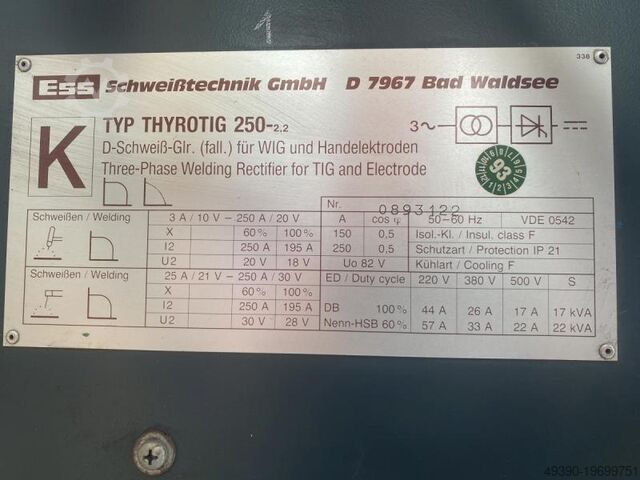 338
ESS Schweißtechnik GmbH D 7967 Bad Waldsee
K
TYP THYROTIG 250-2,2
D-Schweiß-Glr. (fall.) für WIG und Handelektroden
Three-Phase Welding Rectifier for TIG and Electrode
3~
93
Nr. 0893122
Schweißen / Welding
3 A / 10 V – 250 A / 20 V
X 60% 100%
I2 250 A 195 A
U2 20 V 18 V
A cos φ 50–60 Hz VDE 0542
150 0,5 Isol.-Kl. / Insul. class F
250 0,5 Schutzart / Protection IP 21
Uo 82 V Kühlart / Cooling F
Schweißen / Welding
25 A / 21 V – 250 A / 30 V
X 60% 100%
I2 250 A 195 A
U2 30 V 28 V
ED / Duty cycle 220 V 380 V 500 V S
DB 100% 44 A 26 A 17 A 17 kVA
Nenn-HSB 60% 57 A 33 A 22 A 22 kVA
49390-19699751